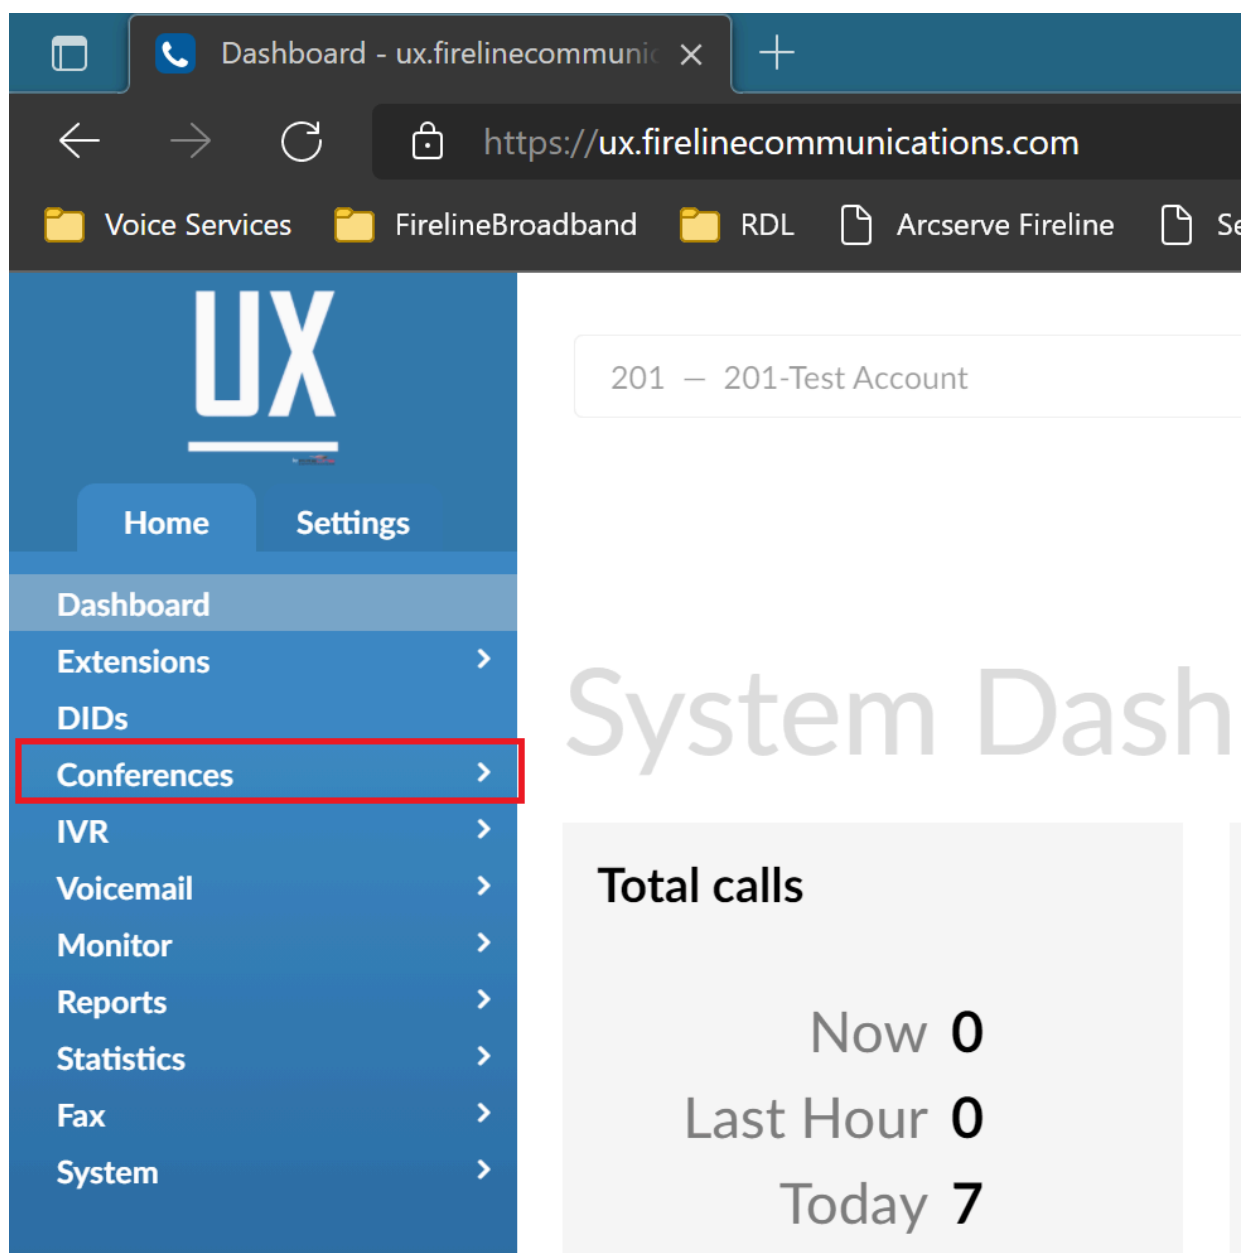 Dashboard - ux.firelinecommunic
https://ux.firelinecommunications.com
Voice Services FirelineBroadband RDL Arcserve Fireline Se
UX
201 — 201-Test Account
Home Settings
Dashboard
Extensions
DIDs
Conferences
IVR
Voicemail
Monitor
Reports
Statistics
Fax
System
System Dash
Total calls
Now 0
Last Hour 0
Today 7